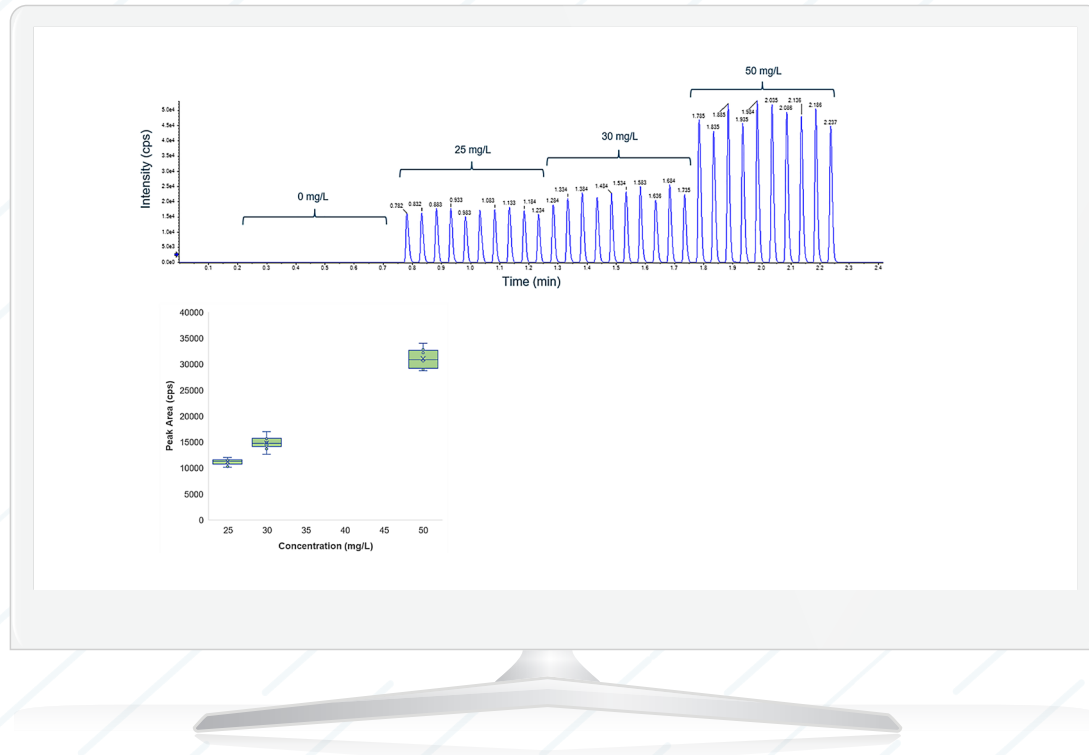 50 mg/L
30 mg/L
25 mg/L
0 mg/L
Intensity (cps)
5.0e4
4.5e4
4.0e4
3.5e4
3.0e4
2.5e4
2.0e4
1.5e4
1.0e4
5.0e3
0.0e0
0.782 0.832 0.883 0.933 0.983 1.083 1.133 1.184 1.234 1.284 1.334 1.384 1.484 1.534 1.583 1.636 1.684 1.735 1.785 1.835 1.885 1.935 1.984 2.035 2.086 2.136 2.186 2.237
0.1 0.2 0.3 0.4 0.5 0.6 0.7 0.8 0.9 1.0 1.1 1.2 1.3 1.4 1.5 1.6 1.7 1.8 1.9 2.0 2.1 2.2 2.3 2.4
Time (min)
Peak Area (cps)
40000
35000
30000
25000
20000
15000
10000
5000
0
25 30 35 40 45 50
Concentration (mg/L)